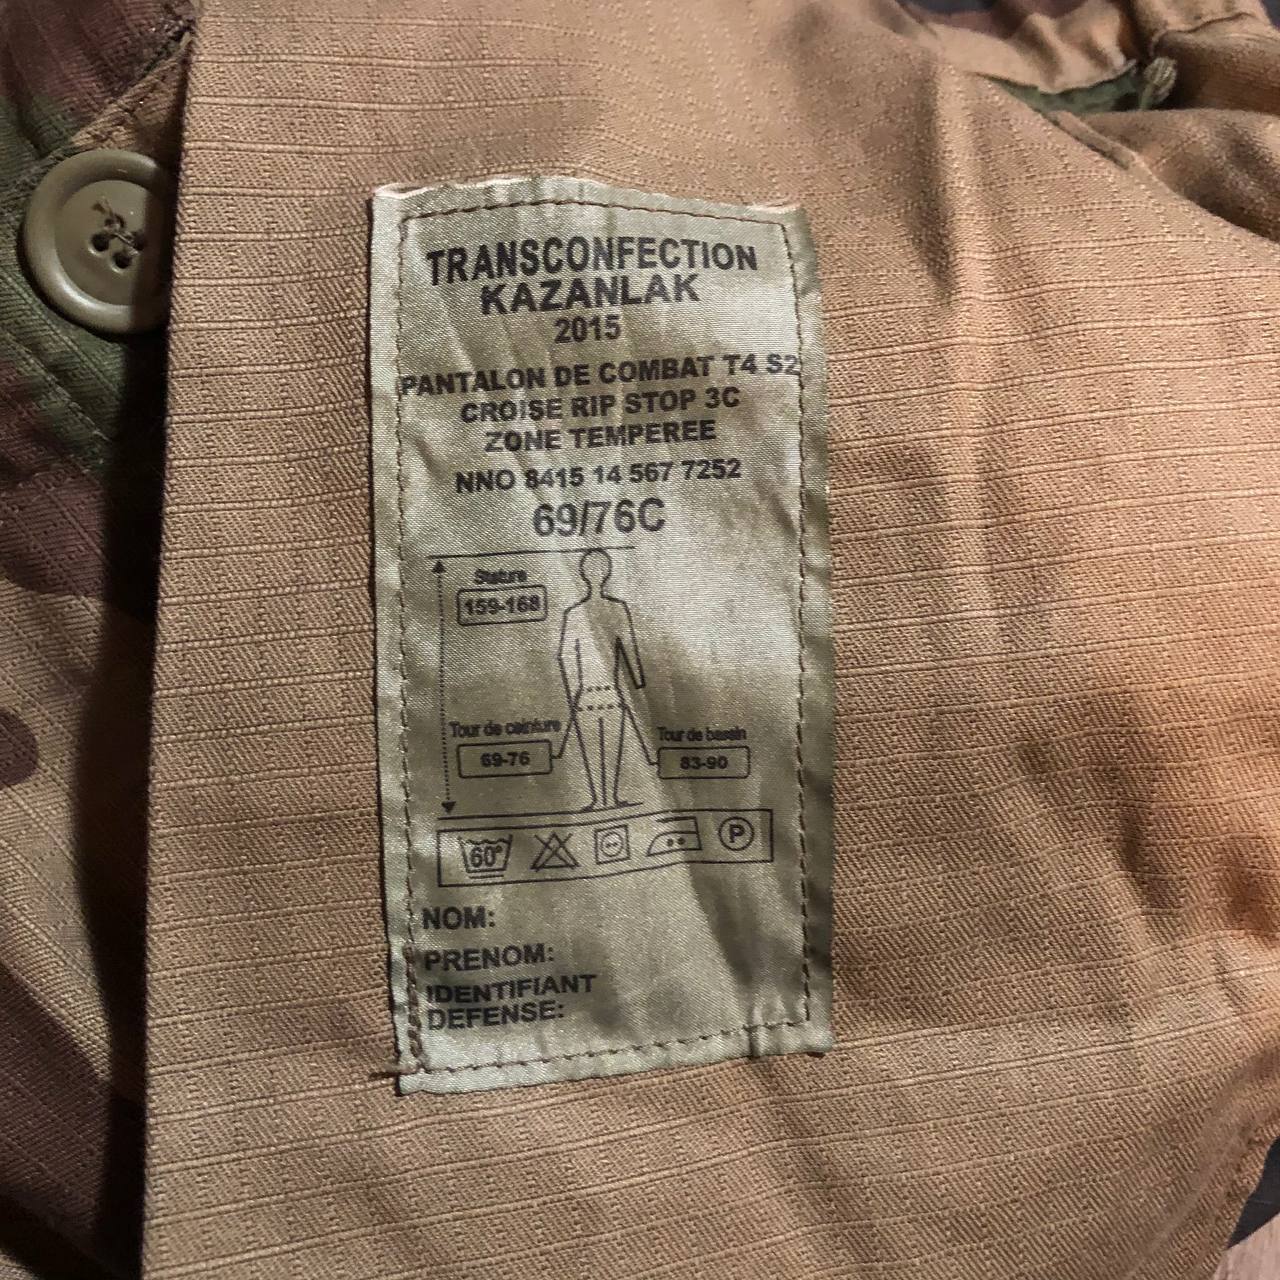 TRANSCONFECTION
KAZANLAK
2015
PANTALON DE COMBAT T4 S2
CROISE RIP STOP 3C
ZONE TEMPEREE
NNO 8415 14 567 7252
69/76C
Stature
159-168
Tour de ceinture
69-76
Tour de bassin
83-90
60°
P
NOM:
PRENOM:
IDENTIFIANT
DEFENSE: